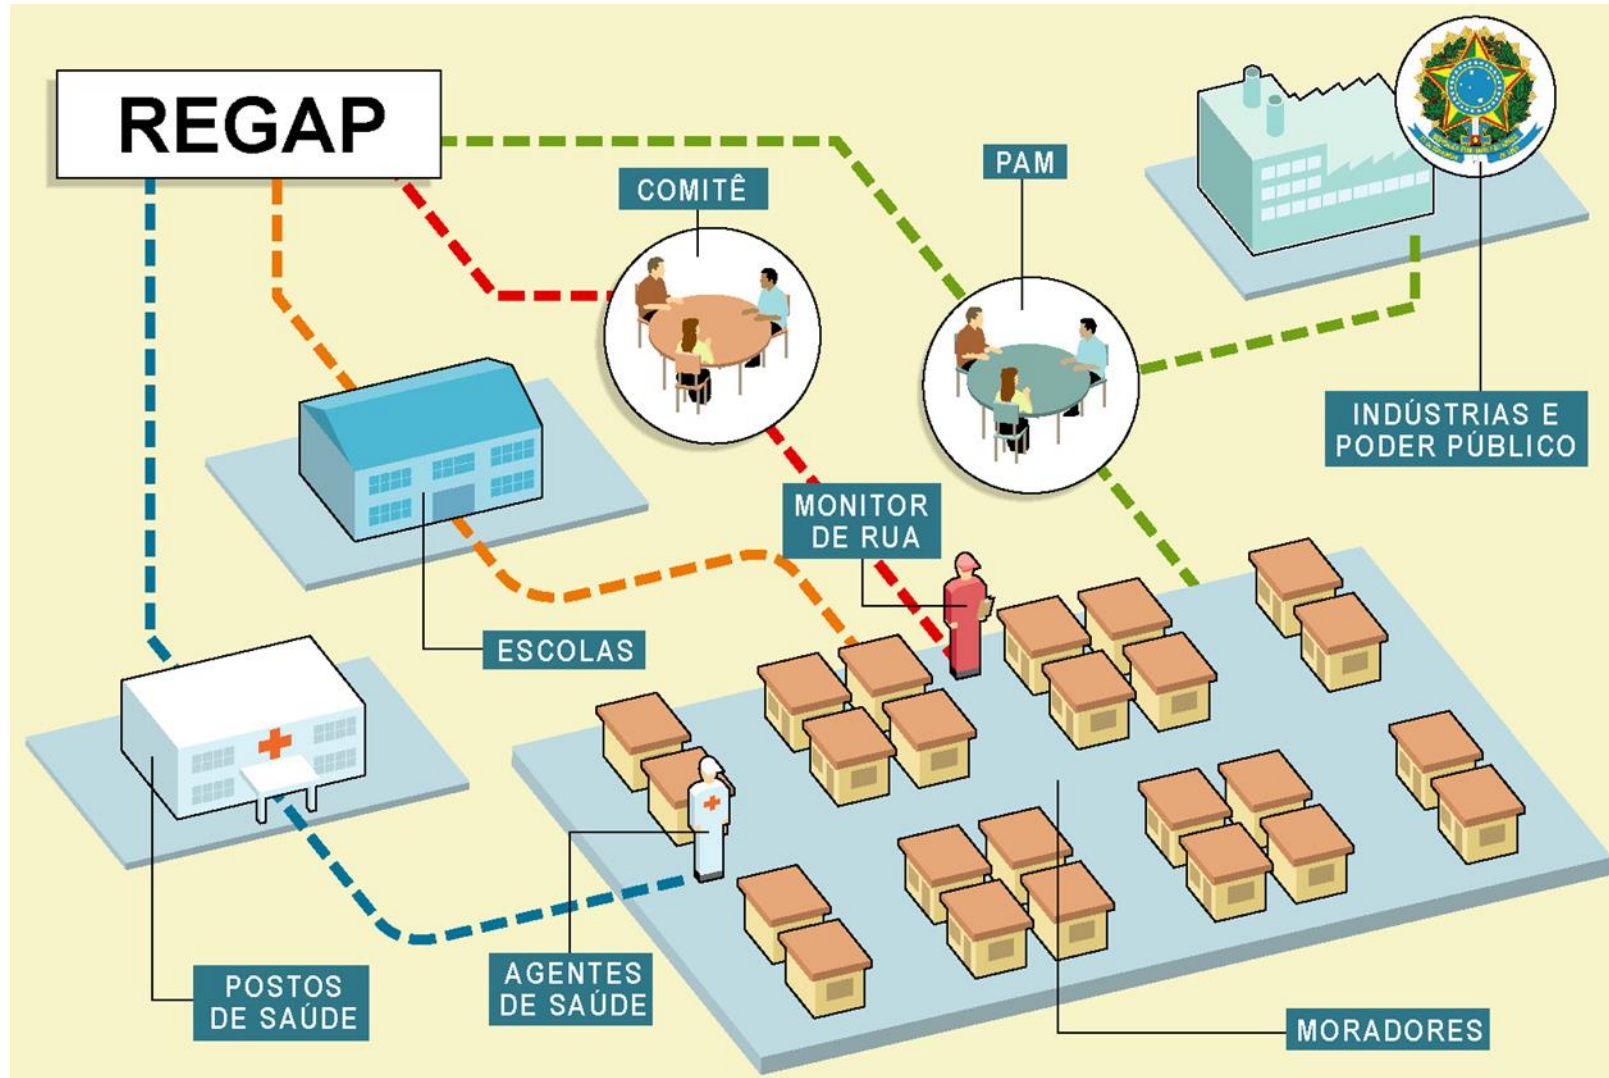 REGAP
COMITÊ
PAM
INDÚSTRIAS E
PODER PÚBLICO
MONITOR
DE RUA
ESCOLAS
POSTOS
DE SAÚDE
AGENTES
DE SAÚDE
MORADORES